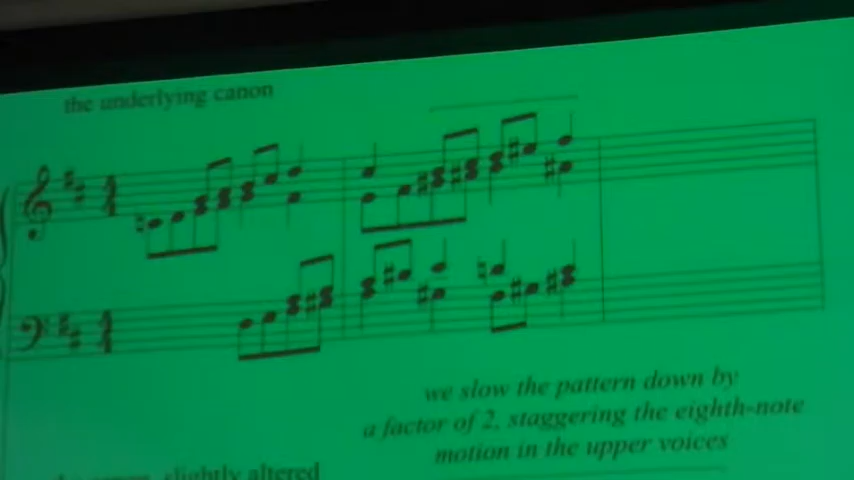 the underlying canon
we slow the pattern down by
a factor of 2, staggering the eighth-note
motion in the upper voices
slightly altered